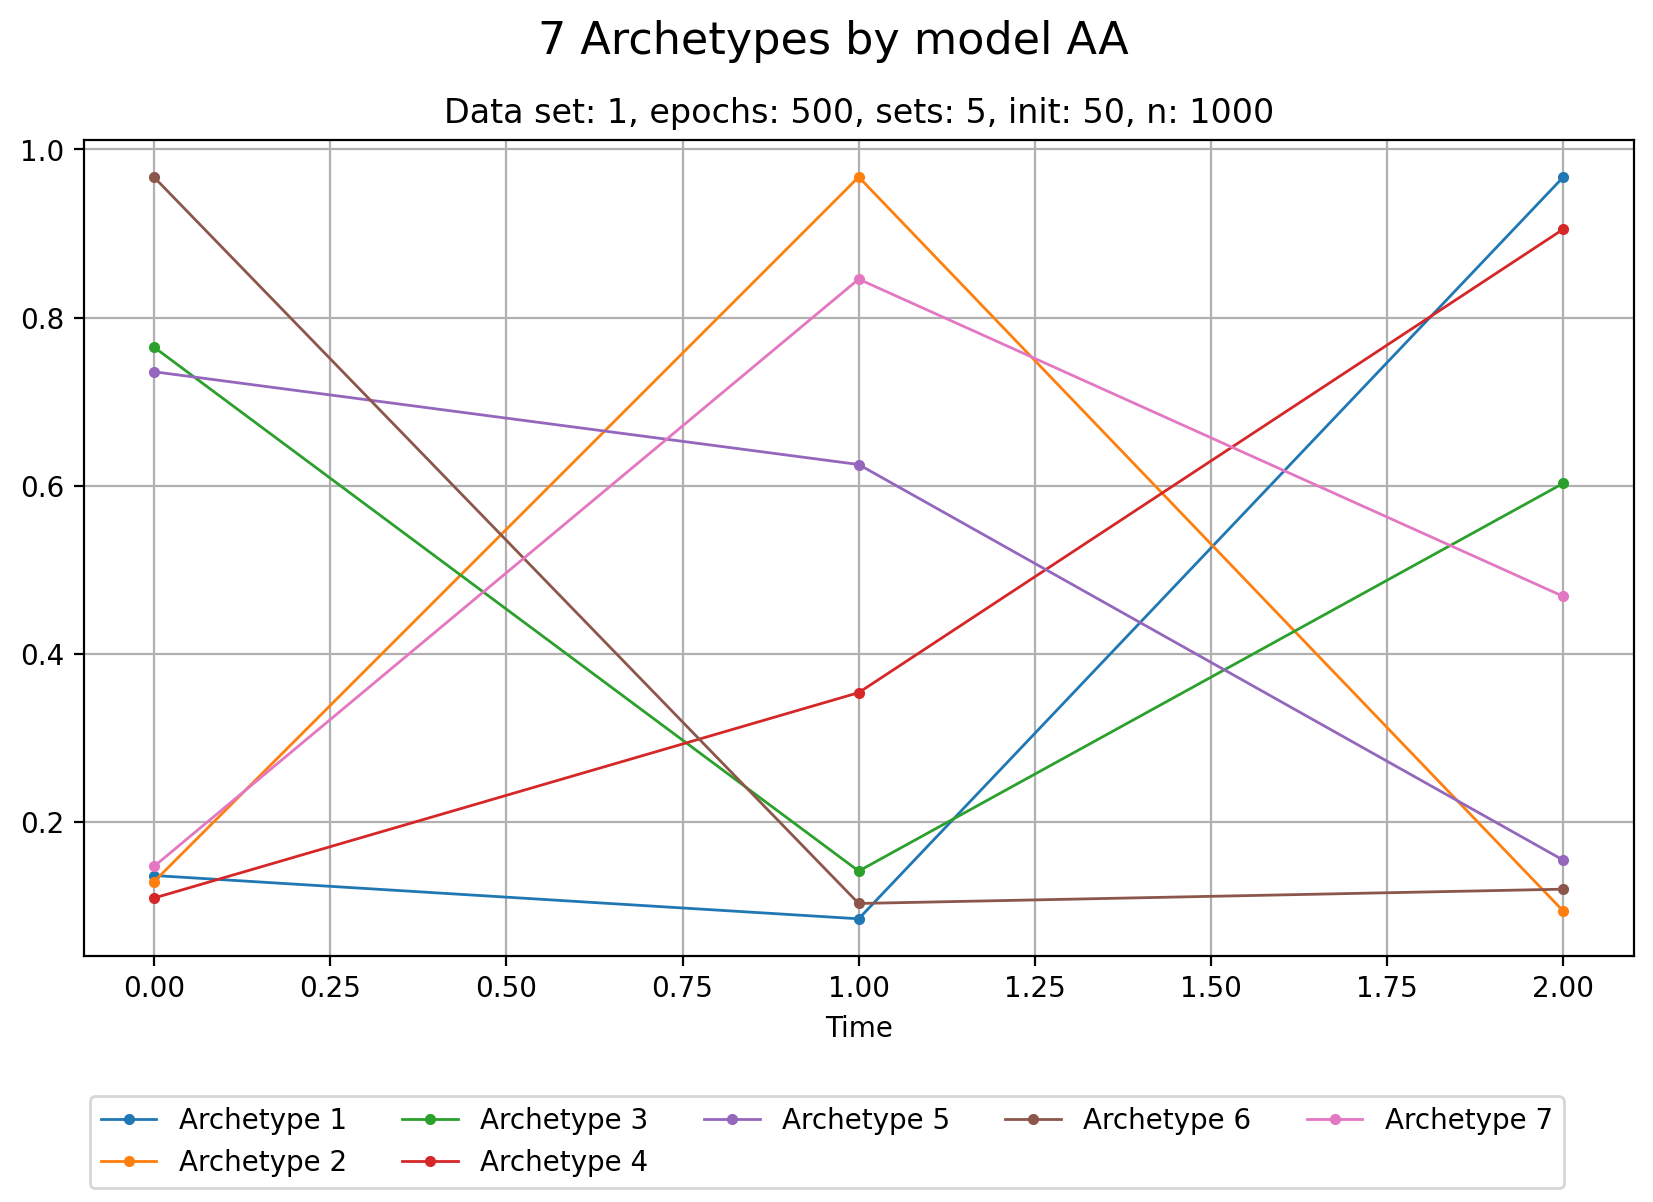 7 Archetypes by model AA
Data set: 1, epochs: 500, sets: 5, init: 50, n: 1000
1.0
0.8
0.6
0.4
0.2
0.00 0.25 0.50 0.75 1.00 1.25 1.50 1.75 2.00
Time
Archetype 1 Archetype 3 Archetype 5 Archetype 6 Archetype 7
Archetype 2 Archetype 4